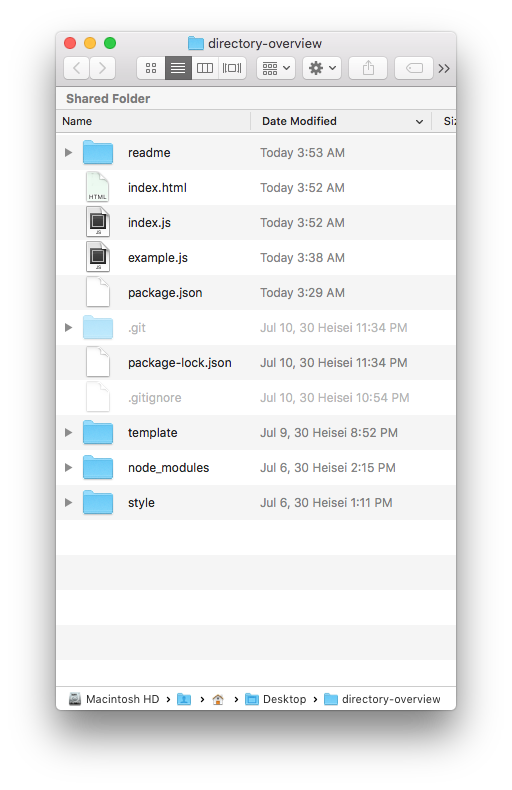 directory-overview
Shared Folder
Name Date Modified Siz
readme Today 3:53 AM
HTML index.html Today 3:52 AM
JS index.js Today 3:52 AM
JS example.js Today 3:38 AM
package.json Today 3:29 AM
.git Jul 10, 30 Heisei 11:34 PM
package-lock.json Jul 10, 30 Heisei 11:34 PM
.gitignore Jul 10, 30 Heisei 10:54 PM
template Jul 9, 30 Heisei 8:52 PM
node_modules Jul 6, 30 Heisei 2:15 PM
style Jul 6, 30 Heisei 1:11 PM
Macintosh HD › › › Desktop › directory-overview